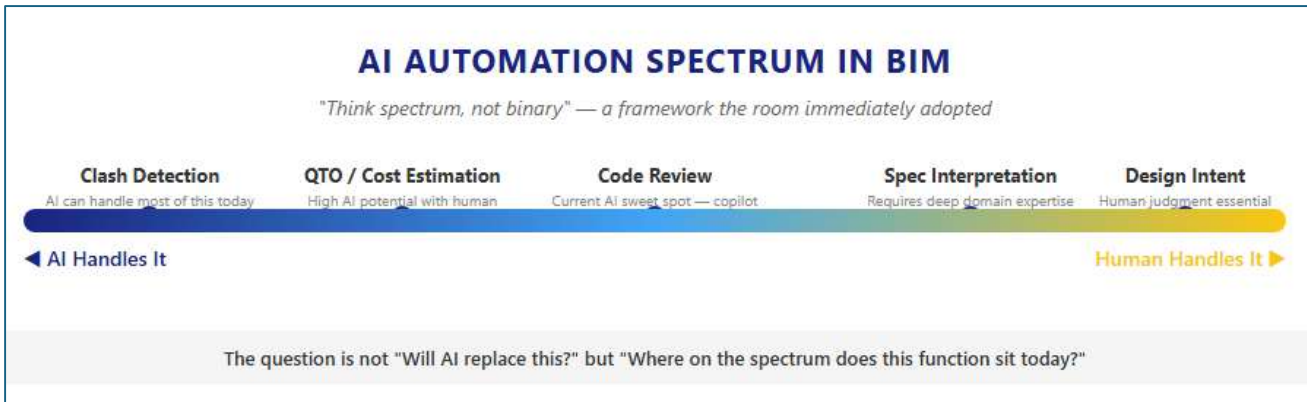 AI AUTOMATION SPECTRUM IN BIM
"Think spectrum, not binary" — a framework the room immediately adopted
Clash Detection
AI can handle most of this today
QTO / Cost Estimation
High AI potential with human
Code Review
Current AI sweet spot — copilot
Spec Interpretation
Requires deep domain expertise
Design Intent
Human judgment essential
◀ AI Handles It
Human Handles It ▶
The question is not "Will AI replace this?" but "Where on the spectrum does this function sit today?"